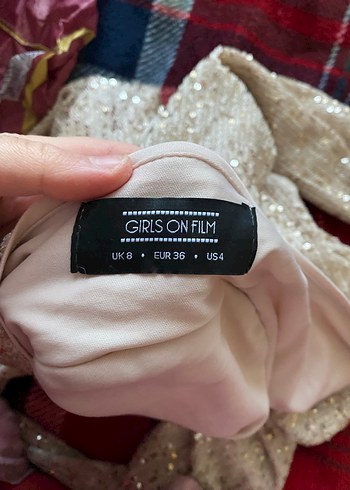 GIRLS ON FILM
UK 8 • EUR 36 • US 4